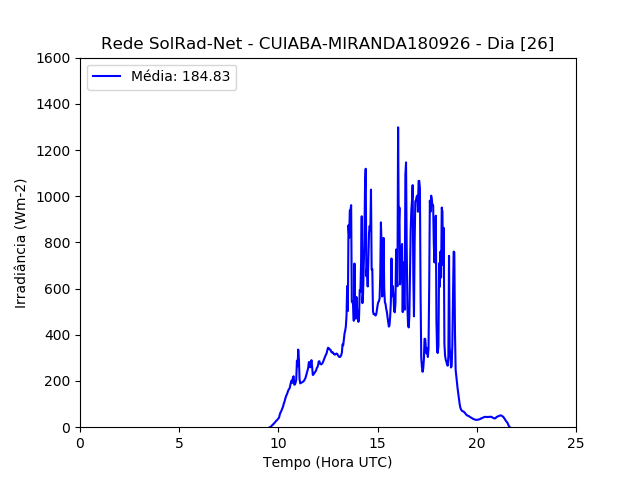 Rede SolRad-Net - CUIABA-MIRANDA180926 - Dia [26]
Média: 184.83
Irradiância (Wm-2)
1600
1400
1200
1000
800
600
400
200
0
0 5 10 15 20 25
Tempo (Hora UTC)